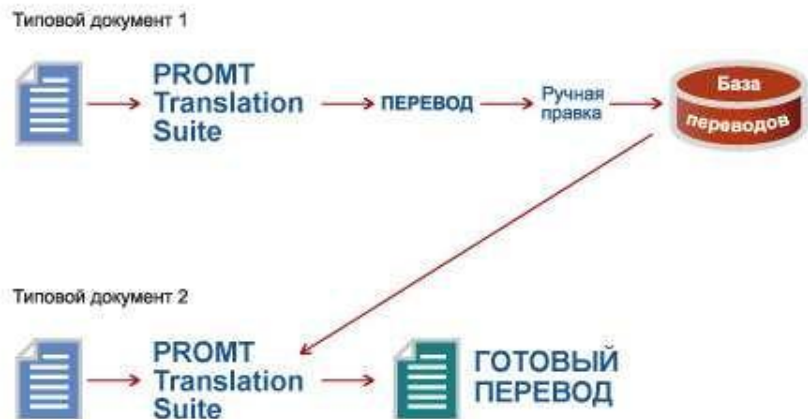 Типовой документ 1
PROMT
Translation
Suite
ПЕРЕВОД
Ручная
правка
База
переводов
Типовой документ 2
PROMT
Translation
Suite
ГОТОВЫЙ
ПЕРЕВОД